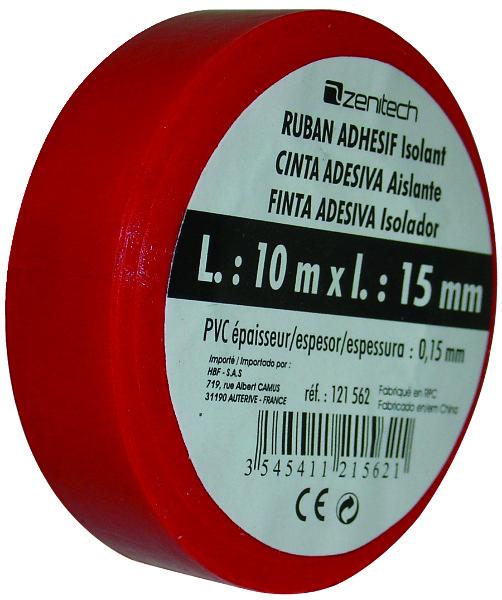 zenitech
RUBAN ADHESIF Isolant
CINTA ADESIVA Aislante
FINTA ADESIVA Isolador
L. : 10 m x l. : 15 mm
PVC épaisseur/espesor/espessura : 0,15 mm
Importé / Importado por :
HBF - S.A.S
719, rue Albert CAMUS
31190 AUTERIVE - FRANCE
réf. : 121 562
Fabriqué en RPC
Fabricado en/em China
3 545411 215621
CE